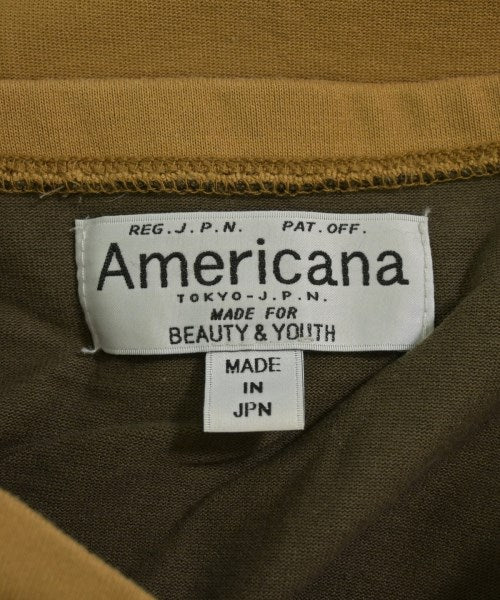 REG.J.P.N. PAT.OFF.
Americana
TOKYO-J.P.N.
MADE FOR
BEAUTY & YOUTH
MADE
IN
JPN